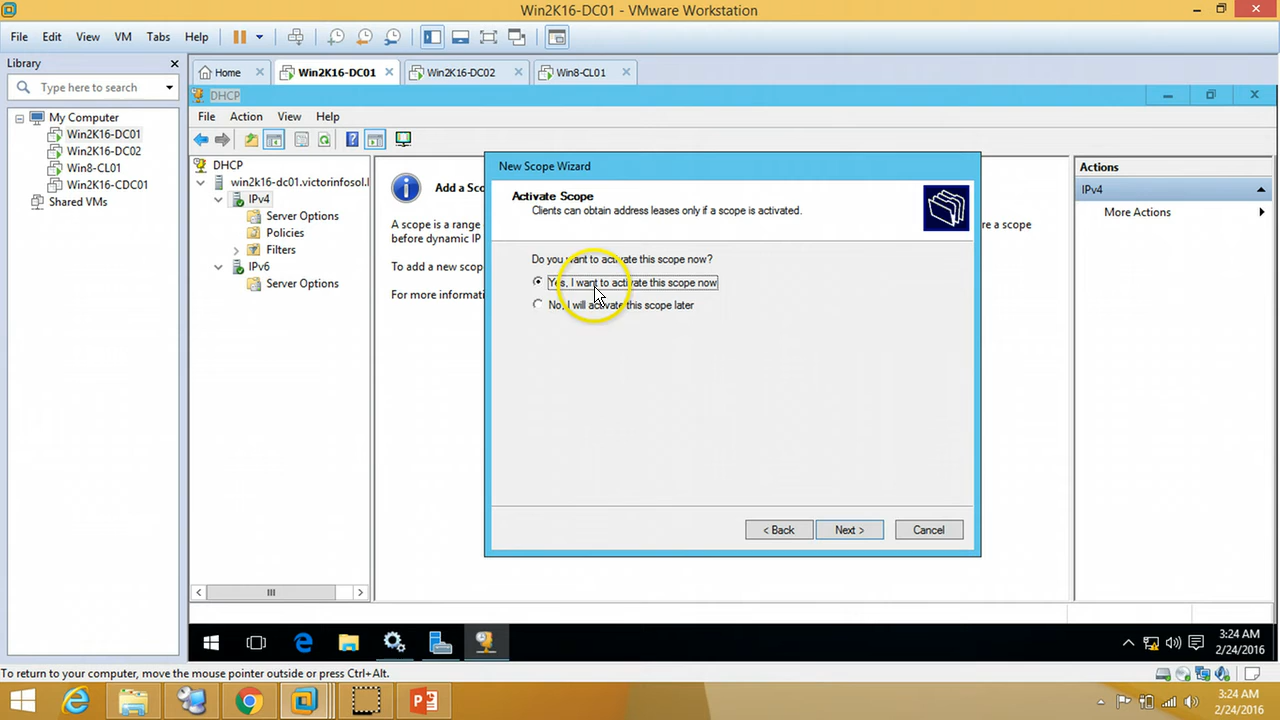 Win2K16-DC01 - VMware Workstation
File Edit View VM Tabs Help
Library
Type here to search
My Computer
Win2K16-DC01
Win2K16-DC02
Win8-CL01
Win2K16-CDC01
Shared VMs
Home Win2K16-DC01 Win2K16-DC02 Win8-CL01
DHCP
File Action View Help
DHCP
win2k16-dc01.victorinfosol.l
IPv4
Server Options
Policies
Filters
IPv6
Server Options
Add a Sco
A scope is a range o
before dynamic IP
To add a new scop
For more informati
re a scope
New Scope Wizard
Activate Scope
Clients can obtain address leases only if a scope is activated.
Do you want to activate this scope now?
Yes, I want to activate this scope now
No, I will activate this scope later
< Back Next > Cancel
Actions
IPv4
More Actions
3:24 AM
2/24/2016
To return to your computer, move the mouse pointer outside or press Ctrl+Alt.
3:24 AM
2/24/2016